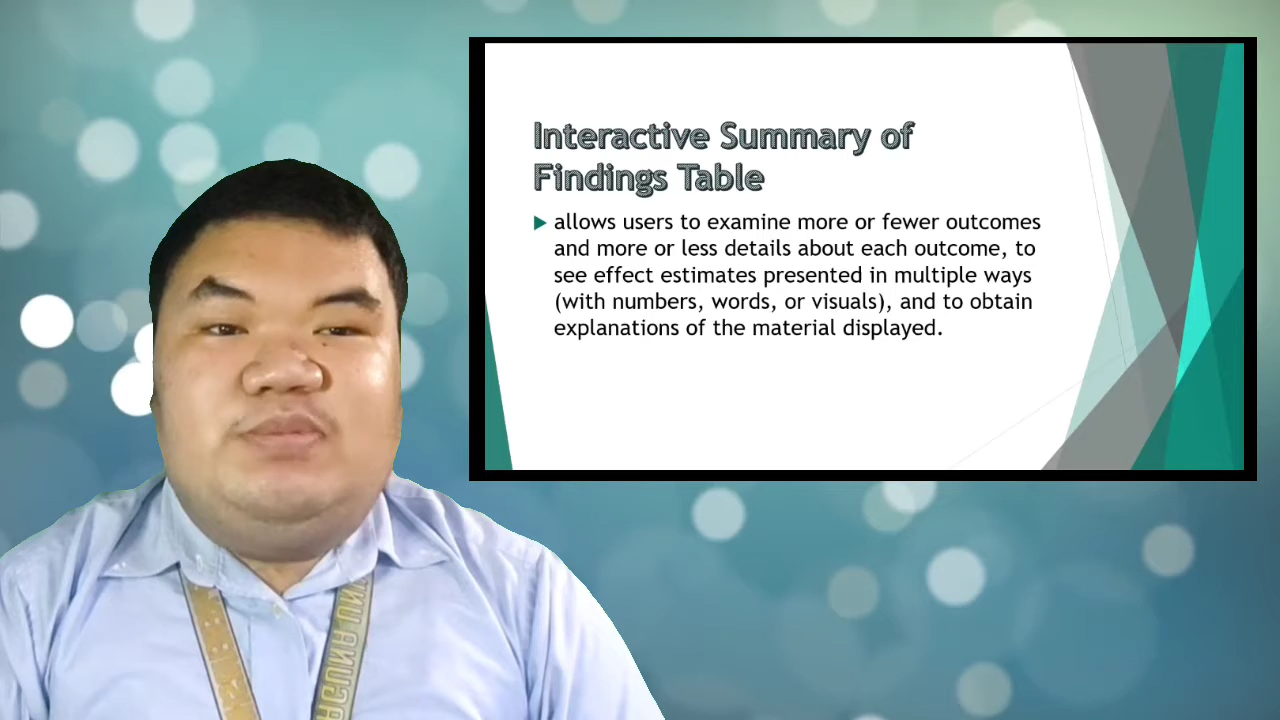 Interactive Summary of
Findings Table
allows users to examine more or fewer outcomes
and more or less details about each outcome, to
see effect estimates presented in multiple ways
(with numbers, words, or visuals), and to obtain
explanations of the material displayed.